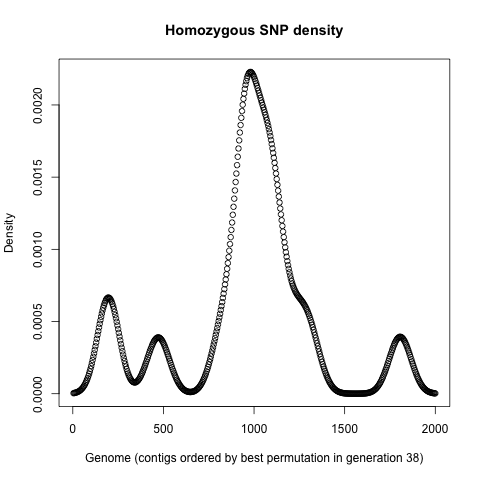 Homozygous SNP density
Density
0.0020
0.0015
0.0010
0.0005
0.0000
0 500 1000 1500 2000
Genome (contigs ordered by best permutation in generation 38)